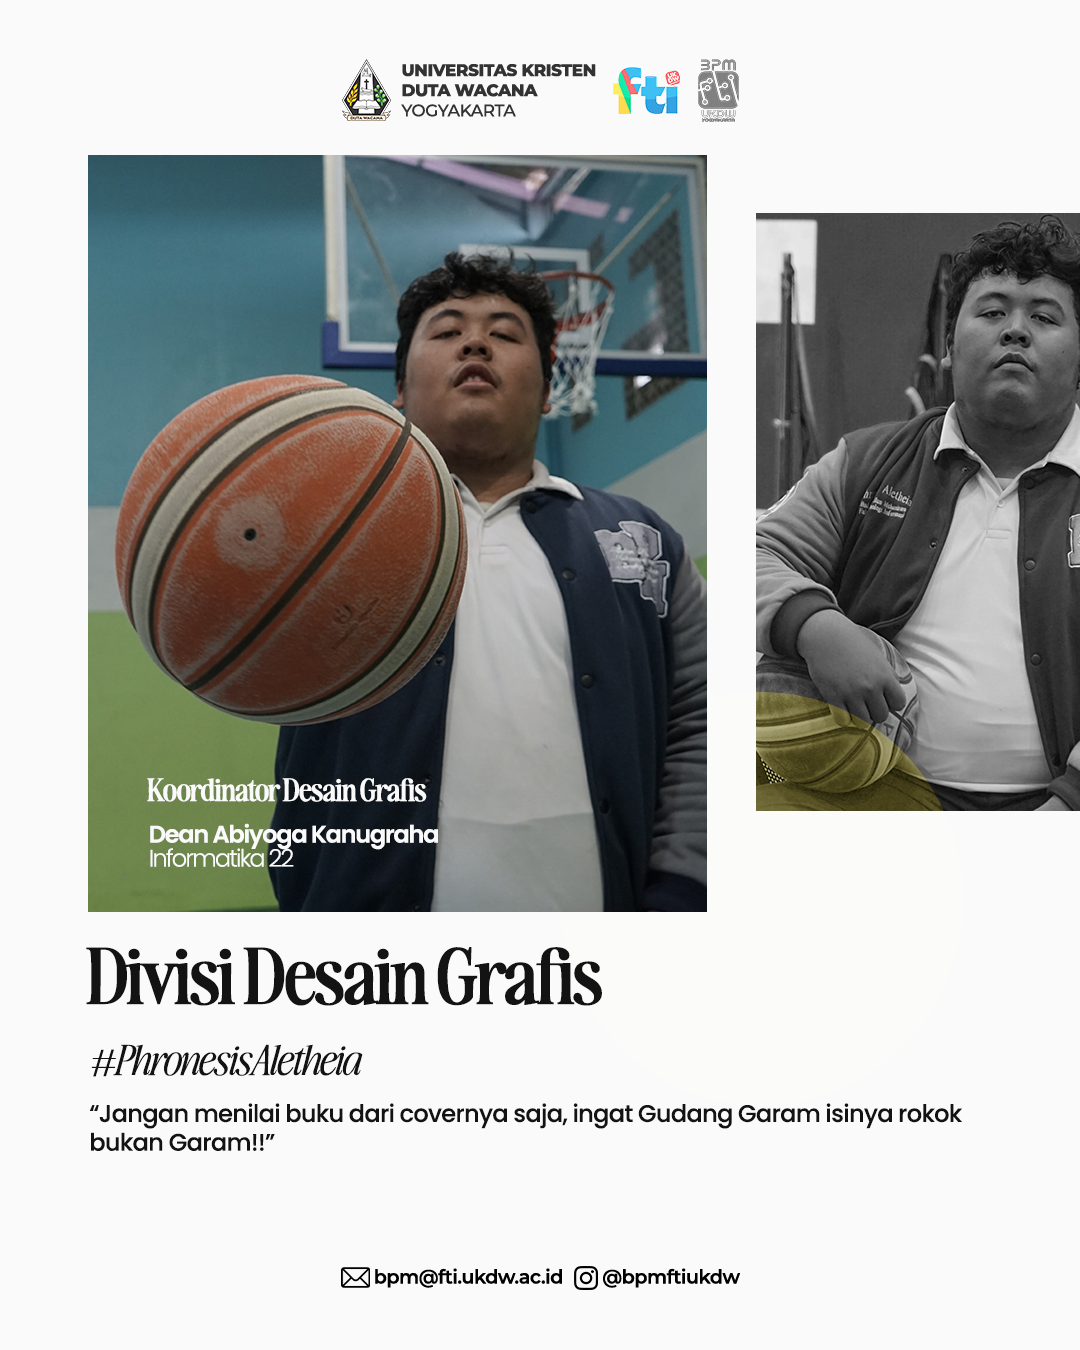 UNIVERSITAS KRISTEN
DUTA WACANA
YOGYAKARTA
DUTA WACANA
fti
BPM
UKDW
YOGYAKARTA
Aletheia
Koordinator Desain Grafis
Dean Abiyoga Kanugraha
Informatika 22
Divisi Desain Grafis
#PhronesisAletheia
“Jangan menilai buku dari covernya saja, ingat Gudang Garam isinya rokok
bukan Garam!!”
bpm@fti.ukdw.ac.id @bpmftiukdw